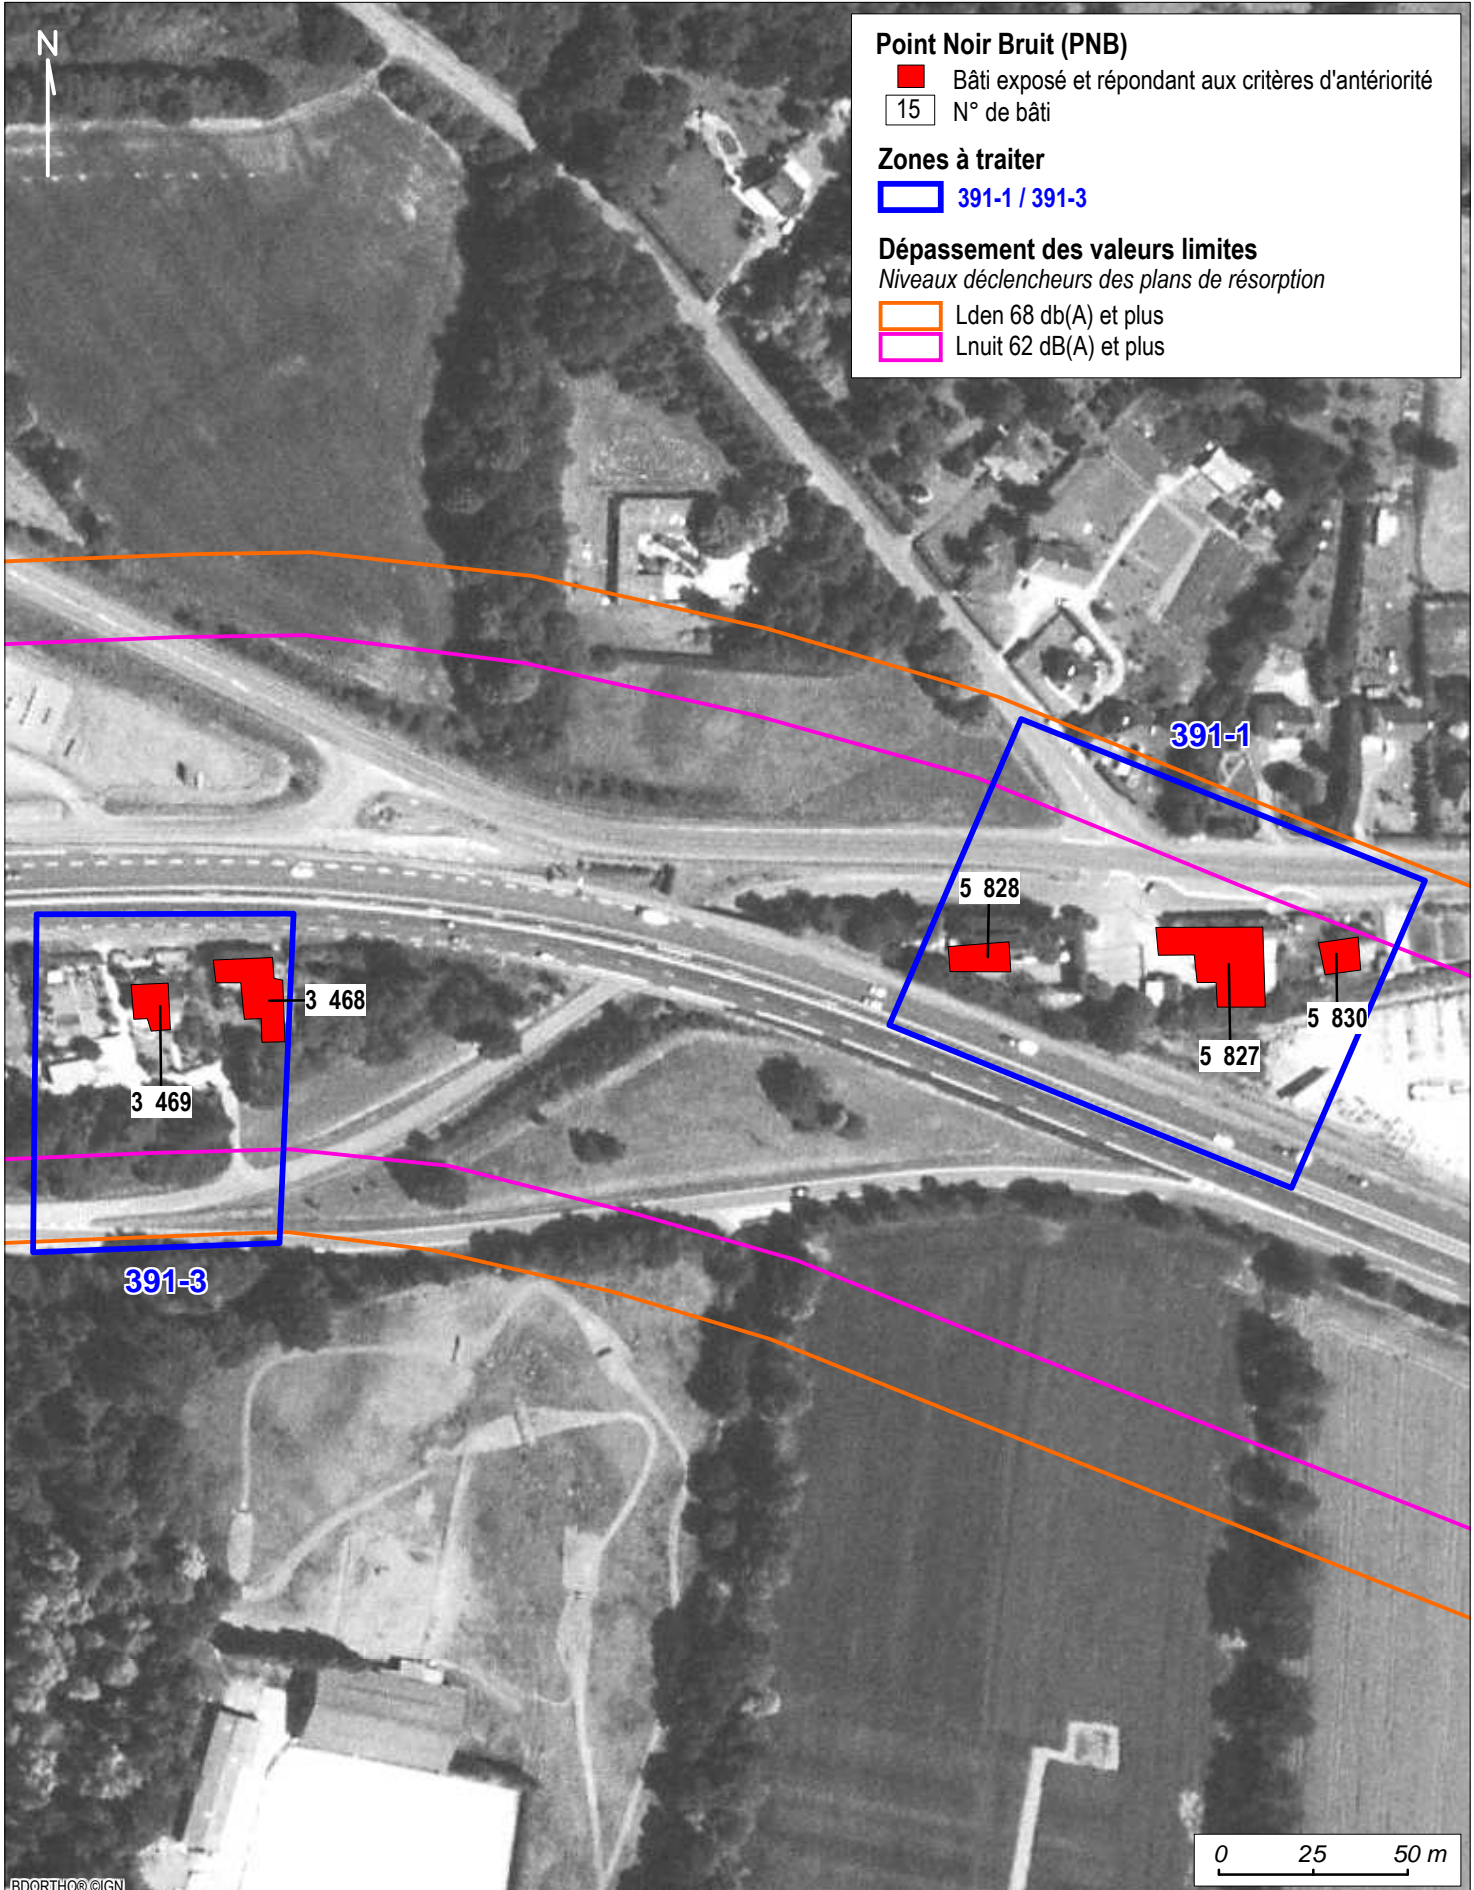 N
Point Noir Bruit (PNB)
Bâti exposé et répondant aux critères d'antériorité
15 N° de bâti
Zones à traiter
391-1 / 391-3
Dépassement des valeurs limites
Niveaux déclencheurs des plans de résorption
Lden 68 db(A) et plus
Lnuit 62 dB(A) et plus
391-1
5 828
3 468
5 830
5 827
3 469
391-3
0 25 50 m
BDORTHO® ©IGN